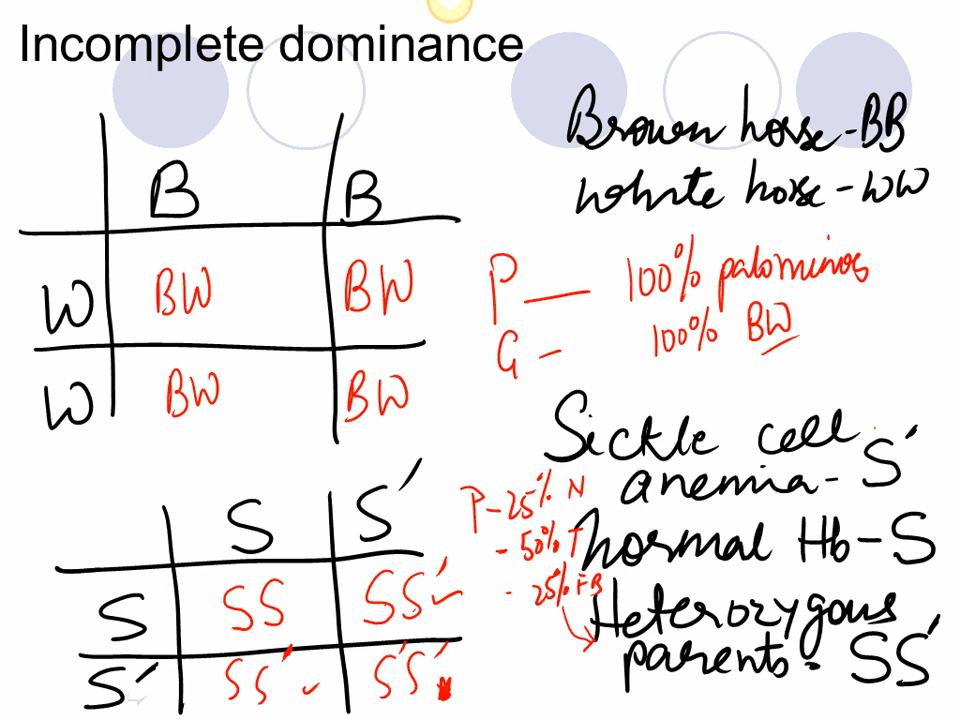 Incomplete dominance
Brown horse - BB
white horse - WW
B B
W BW BW
W BW BW
P — 100% palominos
G - 100% BW
Sickle cell
anemia - S'
normal Hb - S
Heterozygous
parents - SS'
P - 25% N
- 50% T
- 25%
S S'
S SS SS'
S' SS' S'S'